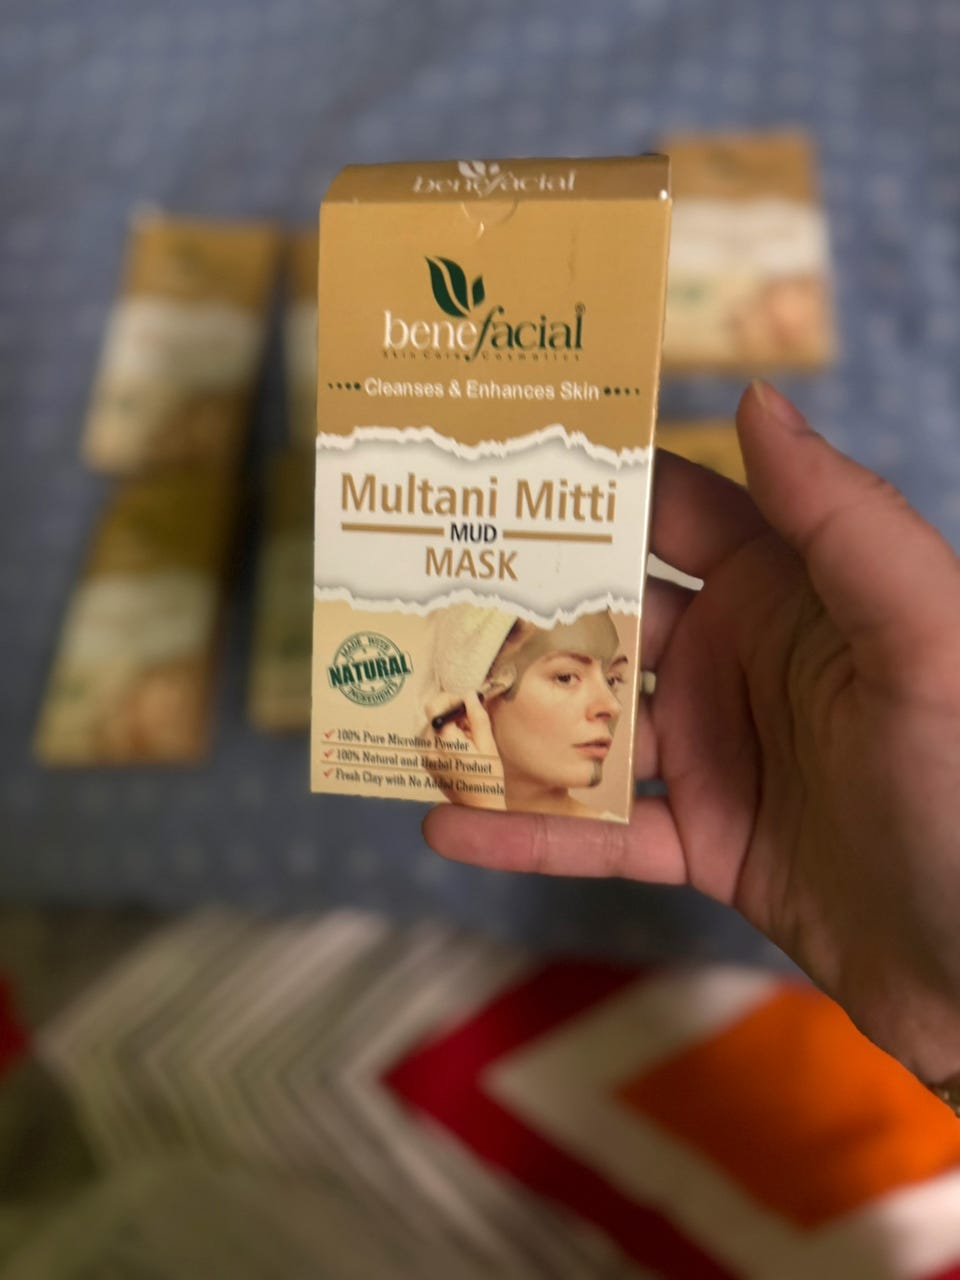 benefacial
benefacial®
Skin Care Cosmetics
Cleanses & Enhances Skin
Multani Mitti
MUD
MASK
MADE WITH
NATURAL
INGREDIENTS
100% Pure Microfine Powder
100% Natural and Herbal Product
Fresh Clay with No Added Chemicals